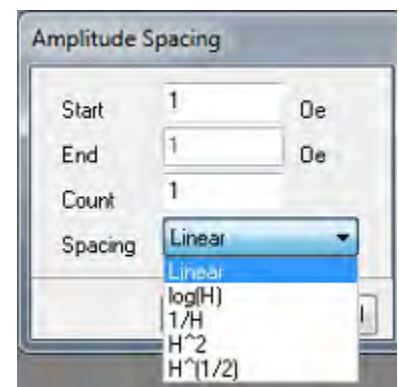 Amplitude Spacing
Start 1 Oe
End 1 Oe
Count 1
Spacing Linear
Linear
log(H)
1/H
H^2
H^(1/2)